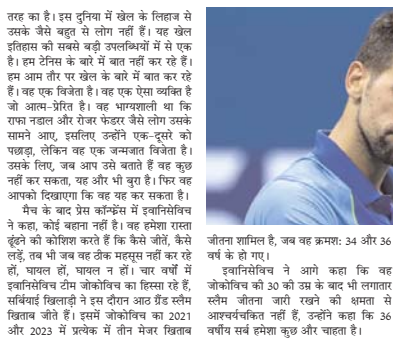 तरह का है। इस दुनिया में खेल के लिहाज से
उसके जैसे बहुत से लोग नहीं हैं। यह खेल
इतिहास की सबसे बड़ी उपलब्धियों में से एक
है। हम टेनिस के बारे में बात नहीं कर रहे हैं।
हम आम तौर पर खेल के बारे में बात कर रहे
हैं। वह एक विजेता है। वह एक ऐसा व्यक्ति है
जो आत्म-प्रेरित है। वह भाग्यशाली था कि
राफा नडाल और रोजर फेडरर जैसे लोग उसके
सामने आए, इसलिए उन्होंने एक-दूसरे को
पछाड़ा, लेकिन वह एक जन्मजात विजेता है।
उसके लिए, जब आप उसे बताते हैं वह कुछ
नहीं कर सकता, यह और भी बुरा है। फिर वह
आपको दिखाएगा कि वह यह कर सकता है।
मैच के बाद प्रेस कॉन्फ्रेंस में इवानिसेविच
ने कहा, कोई बहाना नहीं है। वह हमेशा रास्ता
ढूंढने की कोशिश करते हैं कि कैसे जीतें, कैसे
लड़ें, तब भी जब वह ठीक महसूस नहीं कर रहे
हों, घायल हों, घायल न हों। चार वर्षों में
इवानिसेविच टीम जोकोविच का हिस्सा रहे हैं,
सर्बियाई खिलाड़ी ने इस दौरान आठ ग्रैंड स्लैम
खिताब जीते हैं। इसमें जोकोविच का 2021
और 2023 में प्रत्येक में तीन मेजर खिताब
जीतना शामिल है, जब वह क्रमश: 34 और 36
वर्ष के हो गए।
इवानिसेविच ने आगे कहा कि वह
जोकोविच की 30 की उम्र के बाद भी लगातार
स्लैम जीतना जारी रखने की क्षमता से
आश्चर्यचकित नहीं हैं, उन्होंने कहा कि 36
वर्षीय सर्ब हमेशा कुछ और चाहता है।